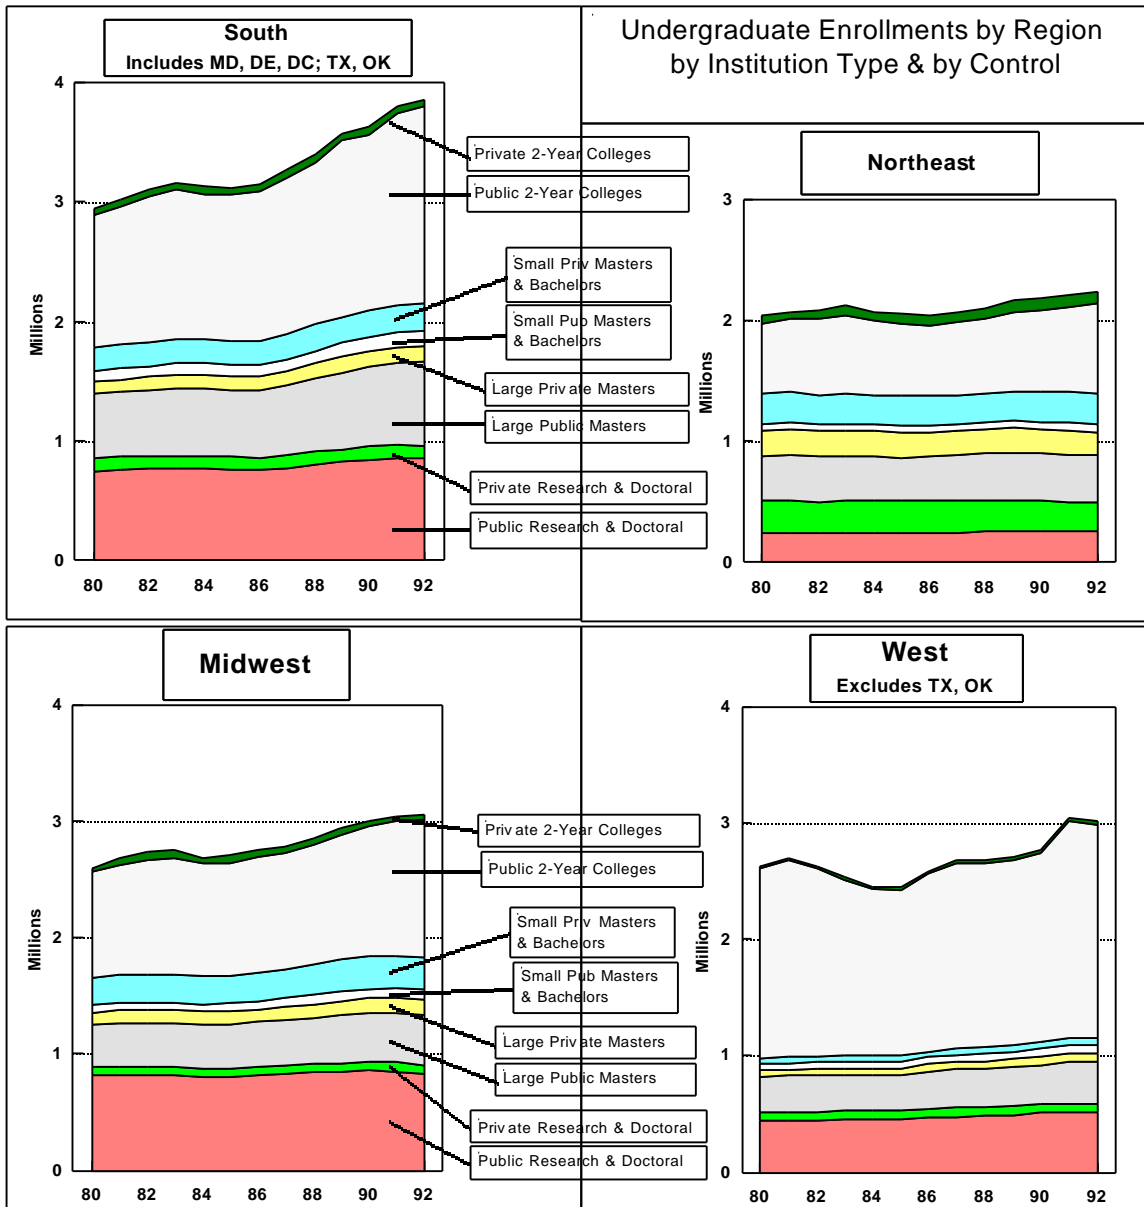 South
Includes MD, DE, DC; TX, OK
Undergraduate Enrollments by Region
by Institution Type & by Control
4
3
2
1
0
Millions
80 82 84 86 88 90 92
Private 2-Year Colleges
Public 2-Year Colleges
Small Priv Masters
& Bachelors
Small Pub Masters
& Bachelors
Large Private Masters
Large Public Masters
Private Research & Doctoral
Public Research & Doctoral
Northeast
3
2
1
0
Millions
80 82 84 86 88 90 92
Midwest
4
3
2
1
0
Millions
80 82 84 86 88 90 92
Private 2-Year Colleges
Public 2-Year Colleges
Small Priv Masters
& Bachelors
Small Pub Masters
& Bachelors
Large Private Masters
Large Public Masters
Private Research & Doctoral
Public Research & Doctoral
West
Excludes TX, OK
4
3
2
1
0
Millions
80 82 84 86 88 90 92